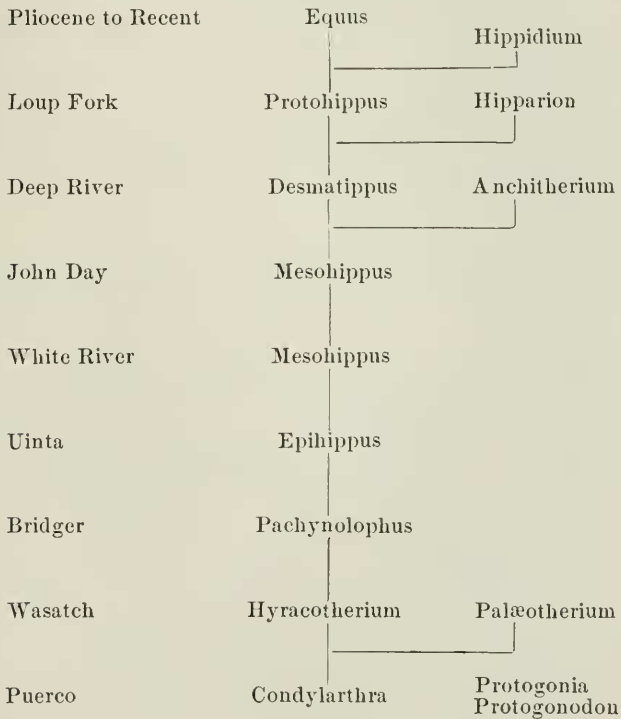 Pliocene to Recent Equus
Hippidium
Loup Fork Protohippus Hipparion
Deep River Desmatippus Anchitherium
John Day Mesohippus
White River Mesohippus
Uinta Epihippus
Bridger Pachynolophus
Wasatch Hyracotherium Palæotherium
Puerco Condylarthra Protogonia
Protogonodon